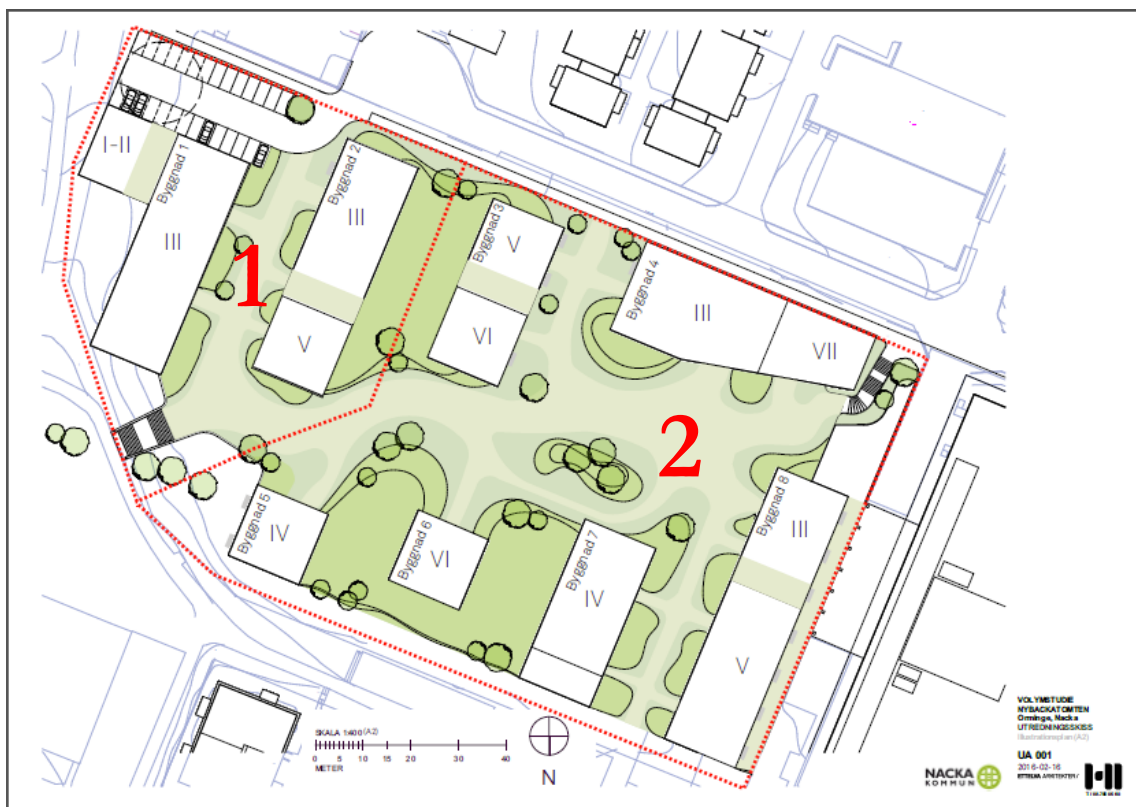 I-II
Byggnad 1
III
1
Byggnad 2
III
V
Byggnad 3
V
VI
Byggnad 4
III
VII
2
Byggnad 5
IV
Byggnad 6
VI
Byggnad 7
IV
Byggnad 8
III
V
SKALA 1:400 (A2)
0 5 10 15 20 30 40
METER
N
NACKA
KOMMUN
VOLYMSTUDIE
NYBACKATOMTEN
Orminge, Nacka
UTREDNINGSSKISS
Illustrationsplan (A2)
UA 001
2016-02-16